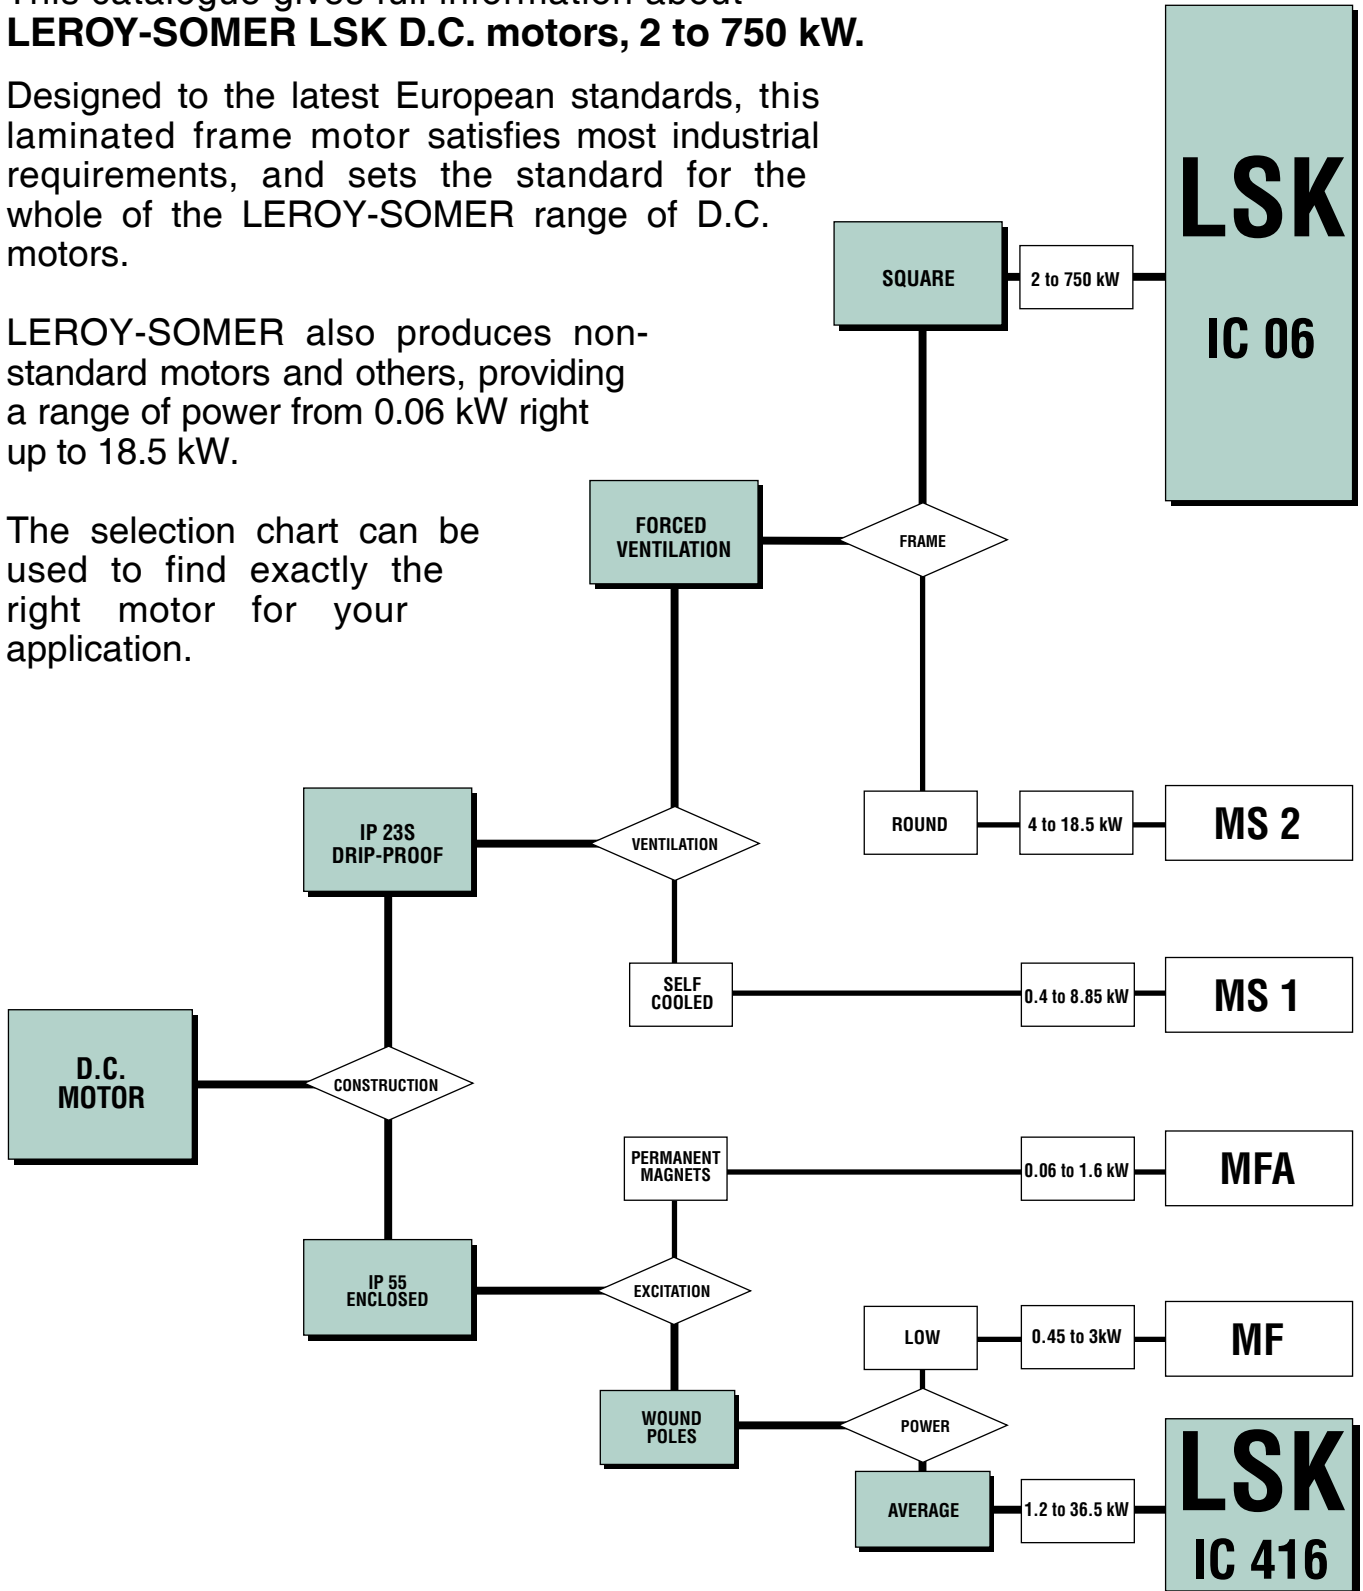 This catalogue gives full information about
LEROY-SOMER LSK D.C. motors, 2 to 750 kW.
Designed to the latest European standards, this
laminated frame motor satisfies most industrial
requirements, and sets the standard for the
whole of the LEROY-SOMER range of D.C.
motors.
LEROY-SOMER also produces non-
standard motors and others, providing
a range of power from 0.06 kW right
up to 18.5 kW.
The selection chart can be
used to find exactly the
right motor for your
application.
LSK
IC 06
SQUARE
2 to 750 kW
FORCED
VENTILATION
FRAME
ROUND
4 to 18.5 kW
MS 2
IP 23S
DRIP-PROOF
VENTILATION
SELF
COOLED
0.4 to 8.85 kW
MS 1
D.C.
MOTOR
CONSTRUCTION
PERMANENT
MAGNETS
0.06 to 1.6 kW
MFA
IP 55
ENCLOSED
EXCITATION
LOW
0.45 to 3kW
MF
WOUND
POLES
POWER
AVERAGE
1.2 to 36.5 kW
LSK
IC 416